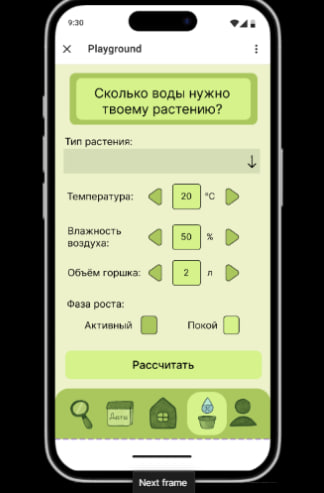 9:30
Playground
Сколько воды нужно
твоему растению?
Тип растения:
Температура: 20 °C
Влажность
воздуха: 50 %
Объём горшка: 2 л
Фаза роста:
Активный Покой
Рассчитать
Дата
Next frame